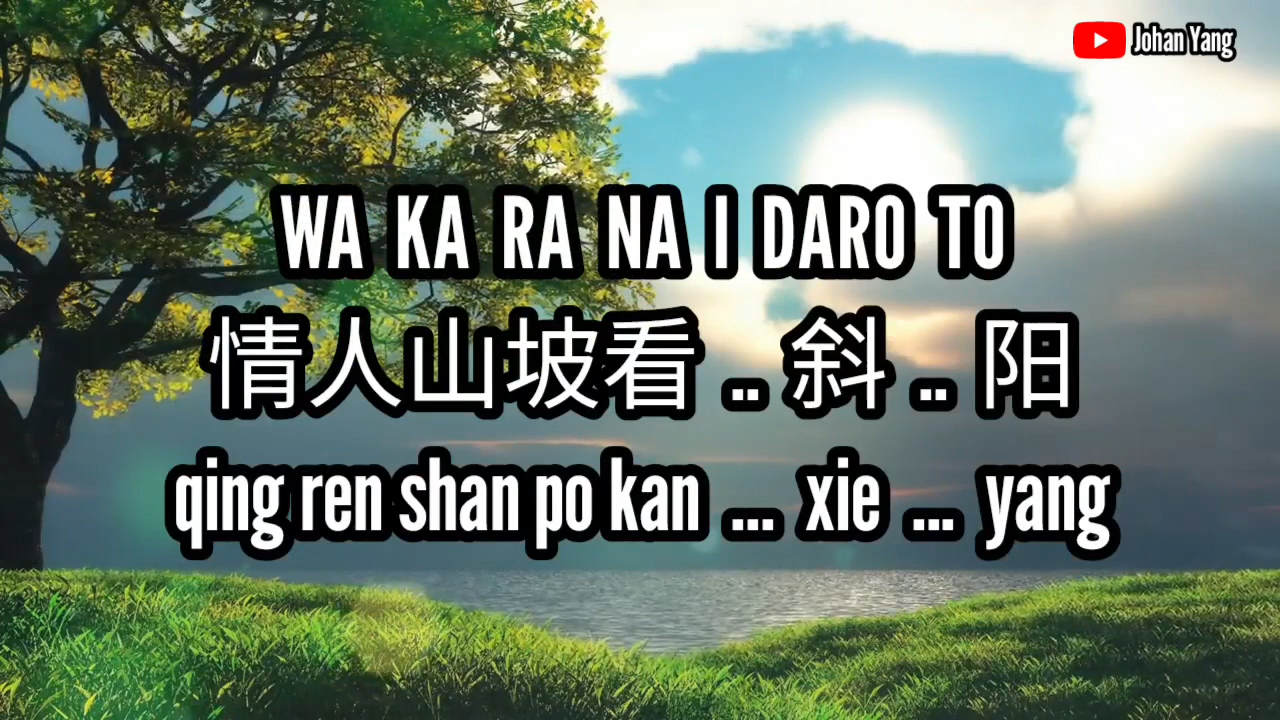 Johan Yang
WA KA RA NA I DARO TO
情人山坡看 .. 斜 .. 阳
qing ren shan po kan ... xie ... yang